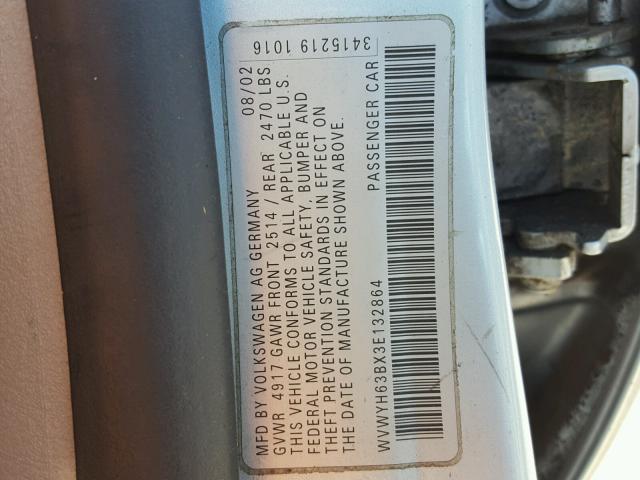 MFD BY VOLKSWAGEN AG GERMANY 08/02 3415219 1016
GVWR 4917 GAWR FRONT 2514 / REAR 2470 LBS
THIS VEHICLE CONFORMS TO ALL APPLICABLE U.S.
FEDERAL MOTOR VEHICLE SAFETY, BUMPER AND
THEFT PREVENTION STANDARDS IN EFFECT ON
THE DATE OF MANUFACTURE SHOWN ABOVE.
WVWYH63BX3E132864 PASSENGER CAR